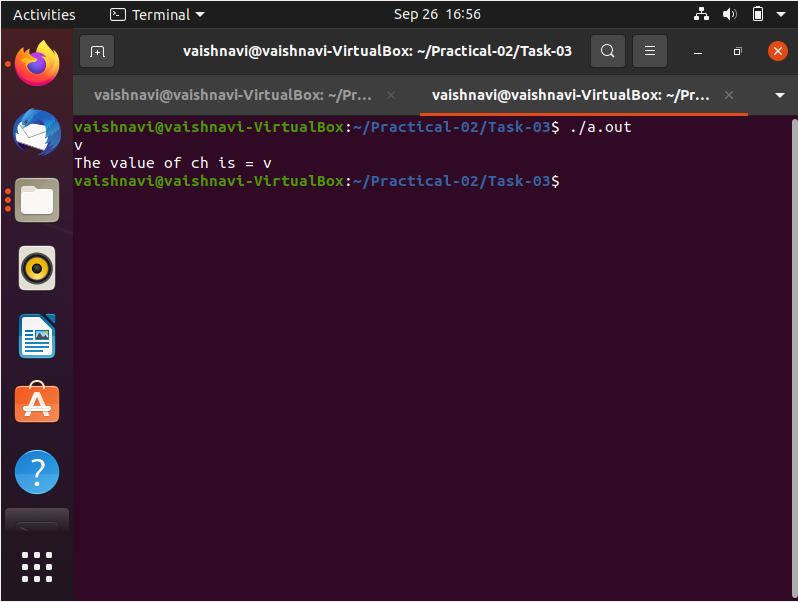 Activities
Terminal
Sep 26 16:56
vaishnavi@vaishnavi-VirtualBox: ~/Practical-02/Task-03
vaishnavi@vaishnavi-VirtualBox: ~/Pr...
vaishnavi@vaishnavi-VirtualBox: ~/Pr...
vaishnavi@vaishnavi-VirtualBox:~/Practical-02/Task-03$ ./a.out
v
The value of ch is = v
vaishnavi@vaishnavi-VirtualBox:~/Practical-02/Task-03$